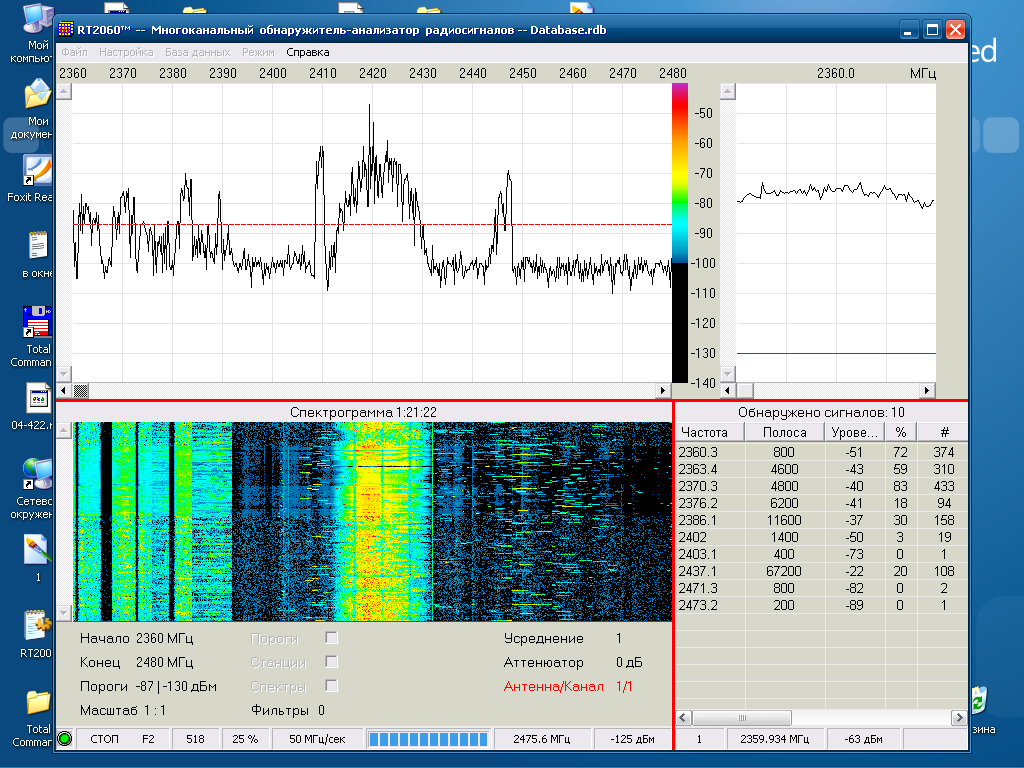 RT2060™ -- Многоканальный обнаружитель-анализатор радиосигналов -- Database.rdb
Файл Настройка База данных Режим Справка
2360 2370 2380 2390 2400 2410 2420 2430 2440 2450 2460 2470 2480
2360.0 МГц
-50
-60
-70
-80
-90
-100
-110
-120
-130
-140
Спектрограмма 1:21:22
Обнаружено сигналов: 10
Частота Полоса Урове... % #
2360.3 800 -51 72 374
2363.4 4600 -43 59 310
2370.3 4800 -40 83 433
2376.2 6200 -41 18 94
2386.1 11600 -37 30 158
2402 1400 -50 3 19
2403.1 400 -73 0 1
2437.1 67200 -22 20 108
2471.3 800 -82 0 2
2473.2 200 -89 0 1
Начало 2360 МГц Пороги Усреднение 1
Конец 2480 МГц Станции Аттенюатор 0 дБ
Пороги -87|-130 дБм Спектры Антенна/Канал 1/1
Масштаб 1 : 1 Фильтры 0
СТОП F2 518 25 % 50 МГц/сек 2475.6 МГц -125 дБм 1 2359.934 МГц -63 дБм
Мой
компью
Мои
докумен
Foxit Rea
в окне
Total
Comman
04-422.r
Сетево
окружен
1
RT200
Total
Commar
ed
зина